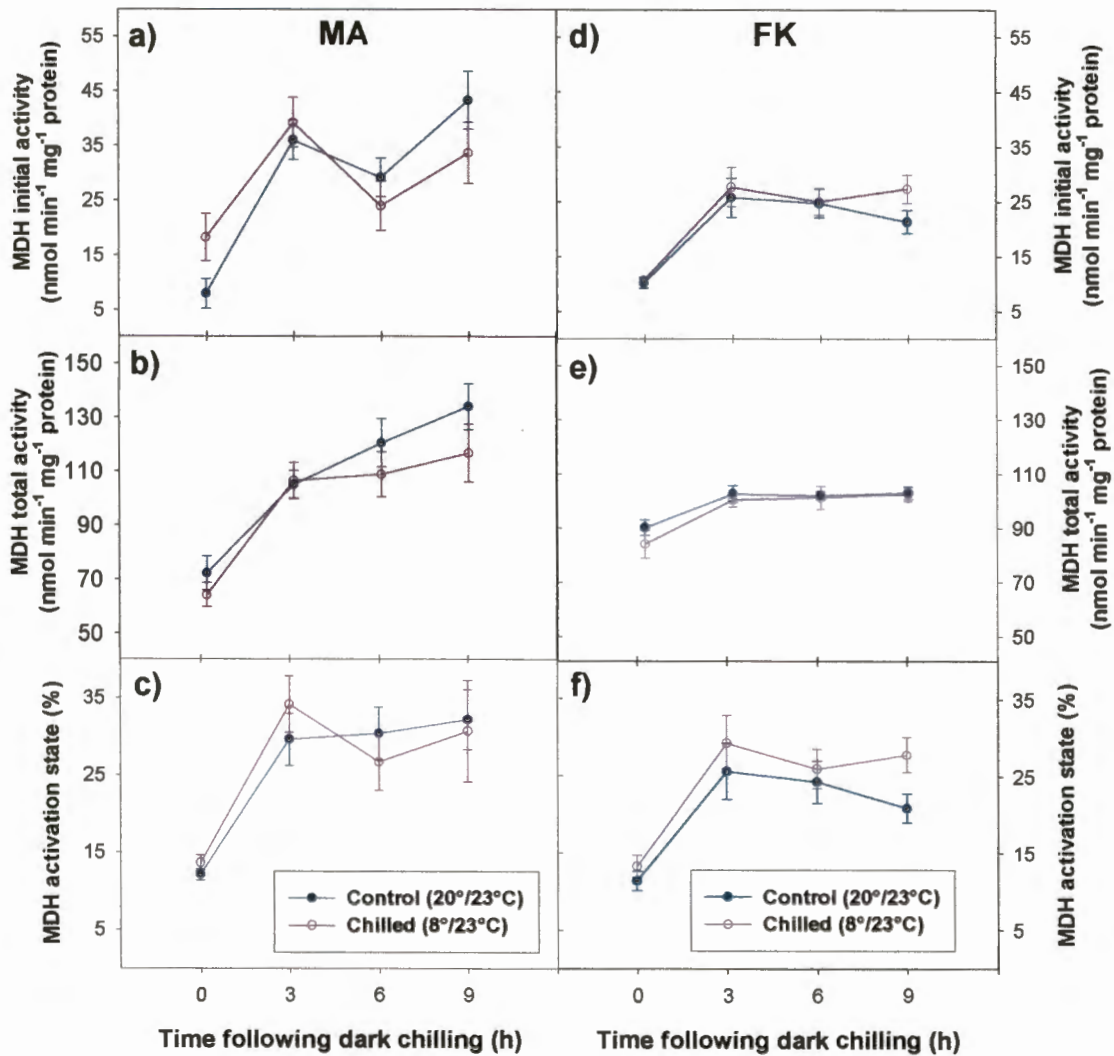 a)
MA
55
45
35
25
15
5
MDH initial activity
(nmol min⁻¹ mg⁻¹ protein)
d)
FK
55
45
35
25
15
5
MDH initial activity
(nmol min⁻¹ mg⁻¹ protein)
b)
150
130
110
90
70
50
MDH total activity
(nmol min⁻¹ mg⁻¹ protein)
e)
150
130
110
90
70
50
MDH total activity
(nmol min⁻¹ mg⁻¹ protein)
c)
35
25
15
5
MDH activation state (%)
Control (20°/23°C)
Chilled (8°/23°C)
f)
35
25
15
5
MDH activation state (%)
Control (20°/23°C)
Chilled (8°/23°C)
0 3 6 9
Time following dark chilling (h)
0 3 6 9
Time following dark chilling (h)